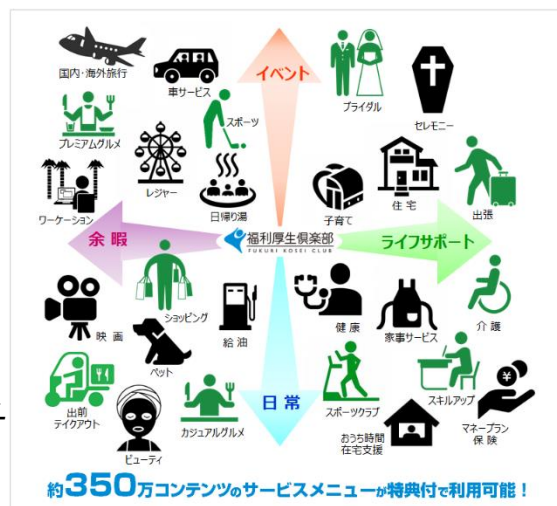 イベント
国内・海外旅行
車サービス
ブライダル
セレモニー
プレミアムグルメ
スポーツ
レジャー
日帰り湯
子育て
住宅
出張
ワーケーション
余暇
福利厚生倶楽部
FUKURI KOSEI CLUB
ライフサポート
映画
ショッピング
給油
健康
家事サービス
介護
ペット
出前
テイクアウト
ビューティ
カジュアルグルメ
日常
スポーツクラブ
おうち時間
在宅支援
スキルアップ
¥
マネープラン
保険
約350万コンテンツのサービスメニューが特典付で利用可能！